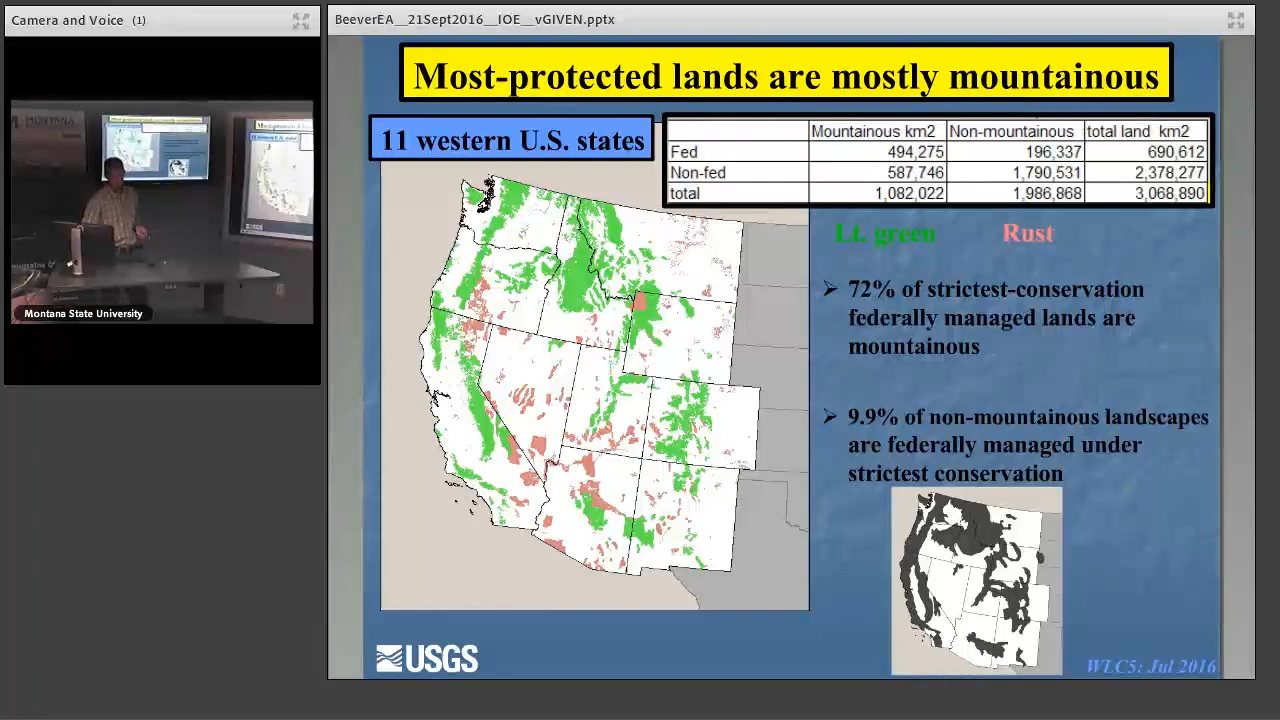 Camera and Voice (1)
BeeverEA__21Sept2016__IOE__vGIVEN.pptx
Most-protected lands are mostly mountainous
11 western U.S. states
Mountainous km2 Non-mountainous total land km2
Fed 494,275 196,337 690,612
Non-fed 587,746 1,790,531 2,378,277
total 1,082,022 1,986,868 3,068,890
Lt. green Rust
➢ 72% of strictest-conservation
federally managed lands are
mountainous
➢ 9.9% of non-mountainous landscapes
are federally managed under
strictest conservation
USGS
WLC5: Jul 2016
MONTANA
USGS
Montana State University